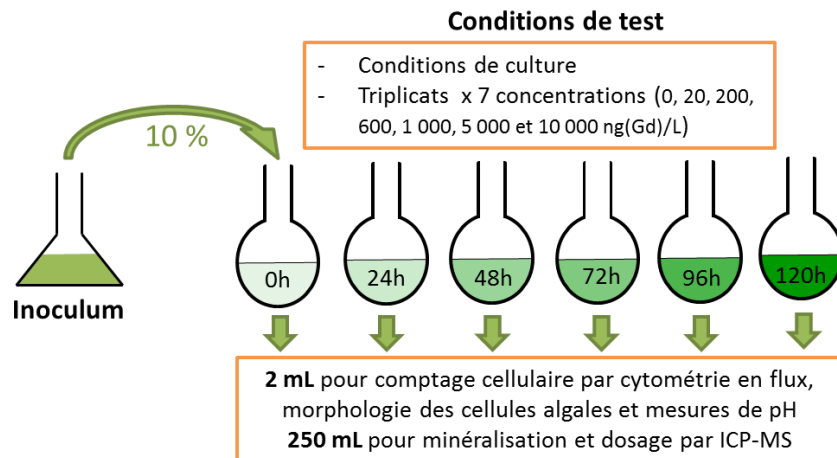 Conditions de test
- Conditions de culture
- Triplicats x 7 concentrations (0, 20, 200,
600, 1 000, 5 000 et 10 000 ng(Gd)/L)
10 %
0h
24h
48h
72h
96h
120h
Inoculum
2 mL pour comptage cellulaire par cytométrie en flux,
morphologie des cellules algales et mesures de pH
250 mL pour minéralisation et dosage par ICP-MS